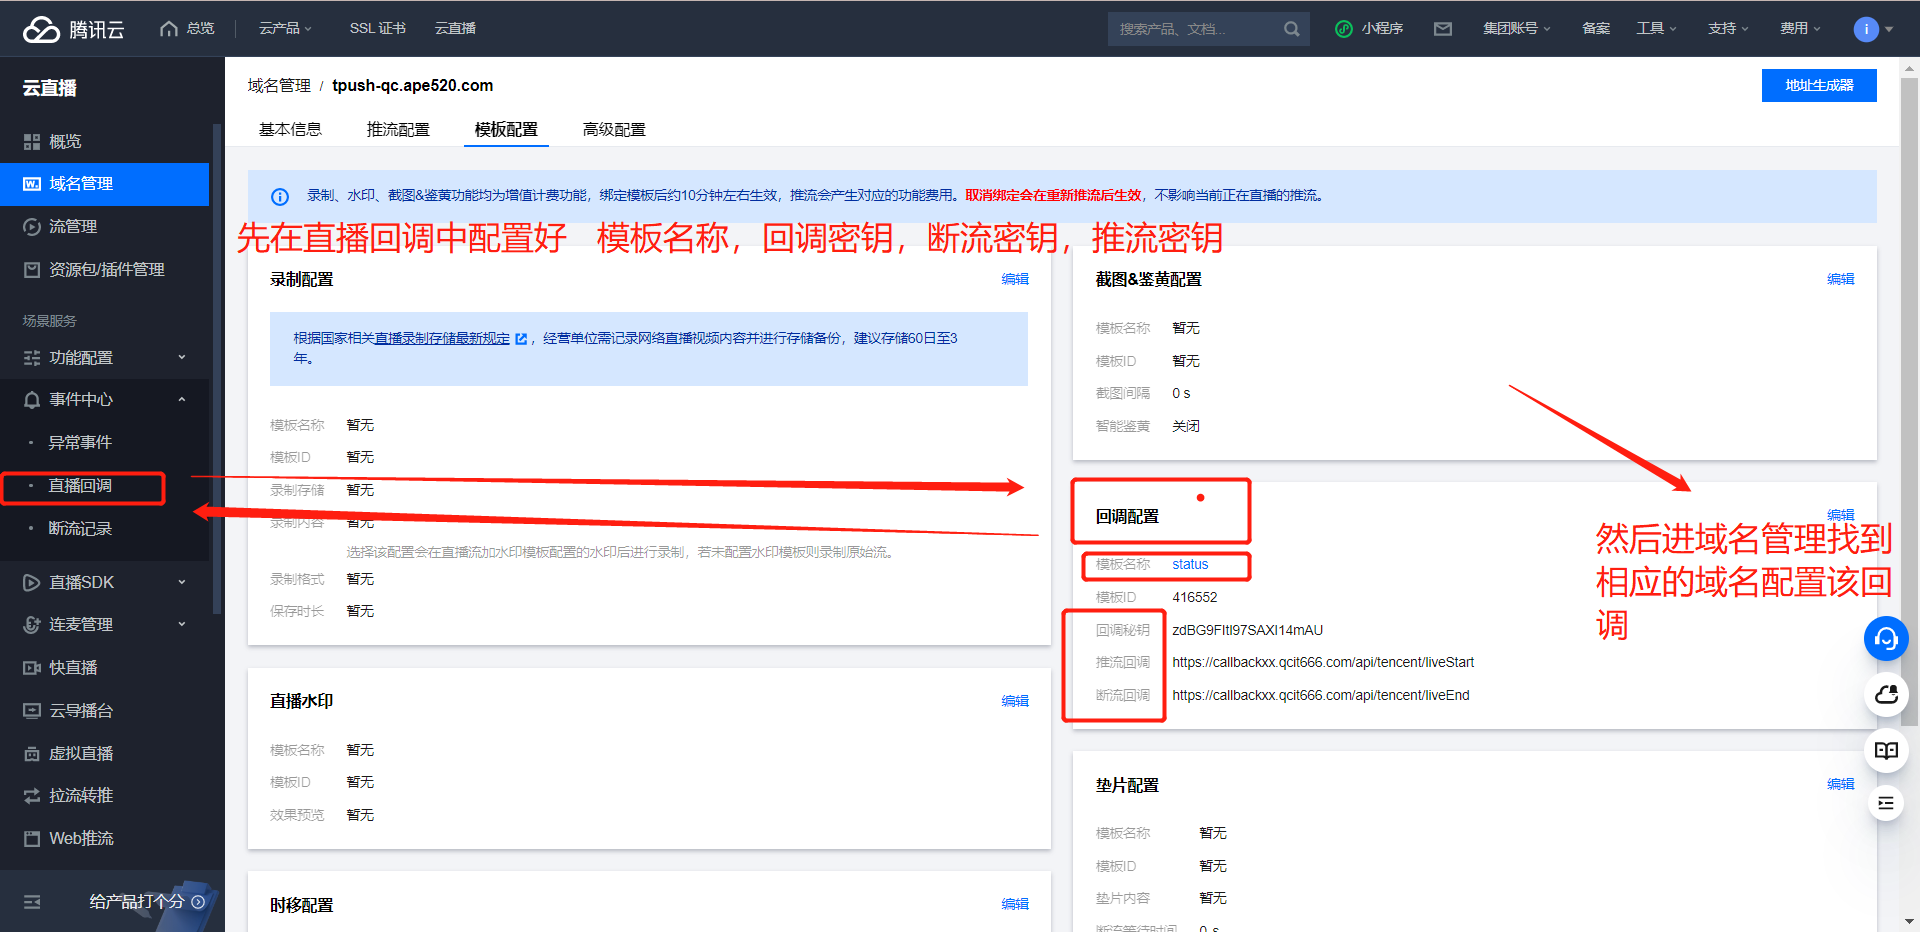 腾讯云
总览
云产品
SSL 证书
云直播
搜索产品、文档...
小程序
集团账号
备案
工具
支持
费用
i
云直播
概览
域名管理
流管理
资源包/插件管理
场景服务
功能配置
事件中心
异常事件
直播回调
断流记录
直播SDK
连麦管理
快直播
云导播台
虚拟直播
拉流转推
Web推流
给产品打个分
域名管理 / tpush-qc.ape520.com
地址生成器
基本信息
推流配置
模板配置
高级配置
录制、水印、截图&鉴黄功能均为增值计费功能，绑定模板后约10分钟左右生效，推流会产生对应的功能费用。取消绑定会在重新推流后生效，不影响当前正在直播的推流。
先在直播回调中配置好 模板名称，回调密钥，断流密钥，推流密钥
录制配置
编辑
根据国家相关直播录制存储最新规定 ，经营单位需记录网络直播视频内容并进行存储备份，建议存储60日至3
年。
模板名称 暂无
模板ID 暂无
录制存储 暂无
录制内容 暂无
选择该配置会在直播流加水印模板配置的水印后进行录制，若未配置水印模板则录制原始流。
录制格式 暂无
保存时长 暂无
直播水印
编辑
模板名称 暂无
模板ID 暂无
效果预览 暂无
时移配置
编辑
截图&鉴黄配置
编辑
模板名称 暂无
模板ID 暂无
截图间隔 0 s
智能鉴黄 关闭
回调配置
编辑
模板名称 status
模板ID 416552
回调秘钥 zdBG9FItI97SAXI14mAU
推流回调 https://callbackxx.qcit666.com/api/tencent/liveStart
断流回调 https://callbackxx.qcit666.com/api/tencent/liveEnd
然后进域名管理找到
相应的域名配置该回
调
垫片配置
编辑
模板名称 暂无
模板ID 暂无
垫片内容 暂无
断流等待时间 0 s